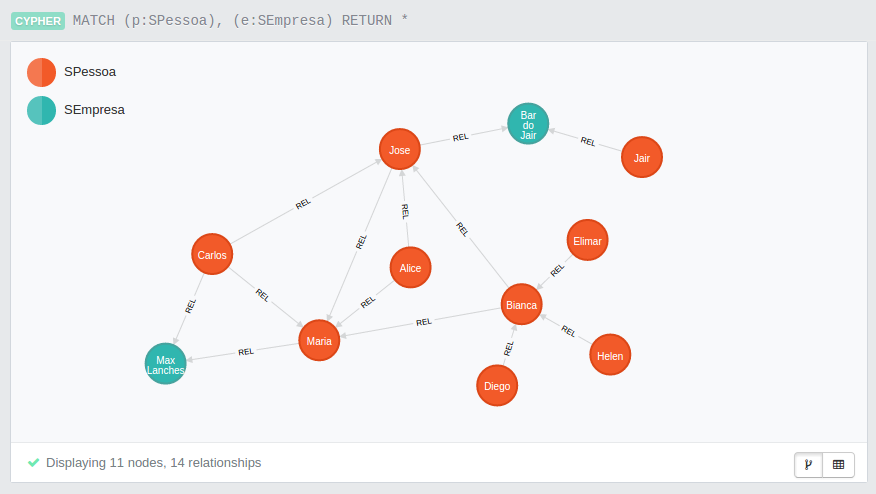 CYPHER MATCH (p:SPessoa), (e:SEmpresa) RETURN *
SPessoa
SEmpresa
Bar
do
Jair
REL
REL
Jose
Jair
REL
REL
REL
REL
REL
Elimar
Carlos
Alice
REL
REL
REL
REL
Bianca
REL
REL
REL
Maria
REL
REL
Max
Lanches
Helen
Diego
Displaying 11 nodes, 14 relationships